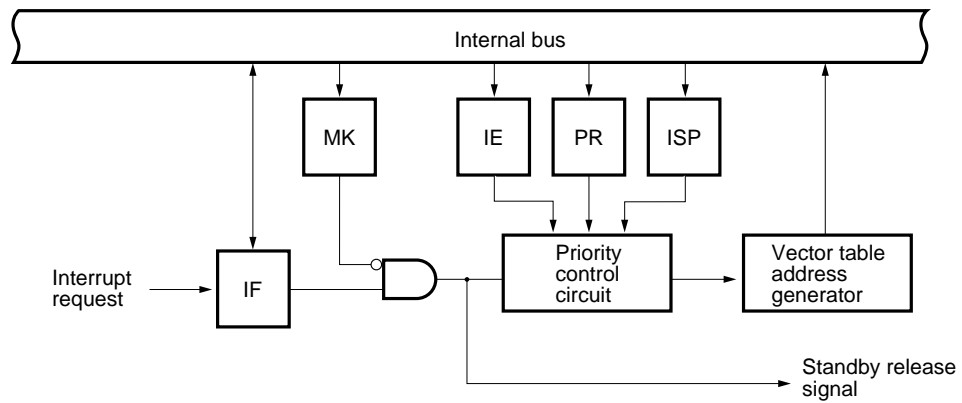 Internal bus
MK
IE
PR
ISP
Interrupt
request
IF
Priority
control
circuit
Vector table
address
generator
Standby release
signal